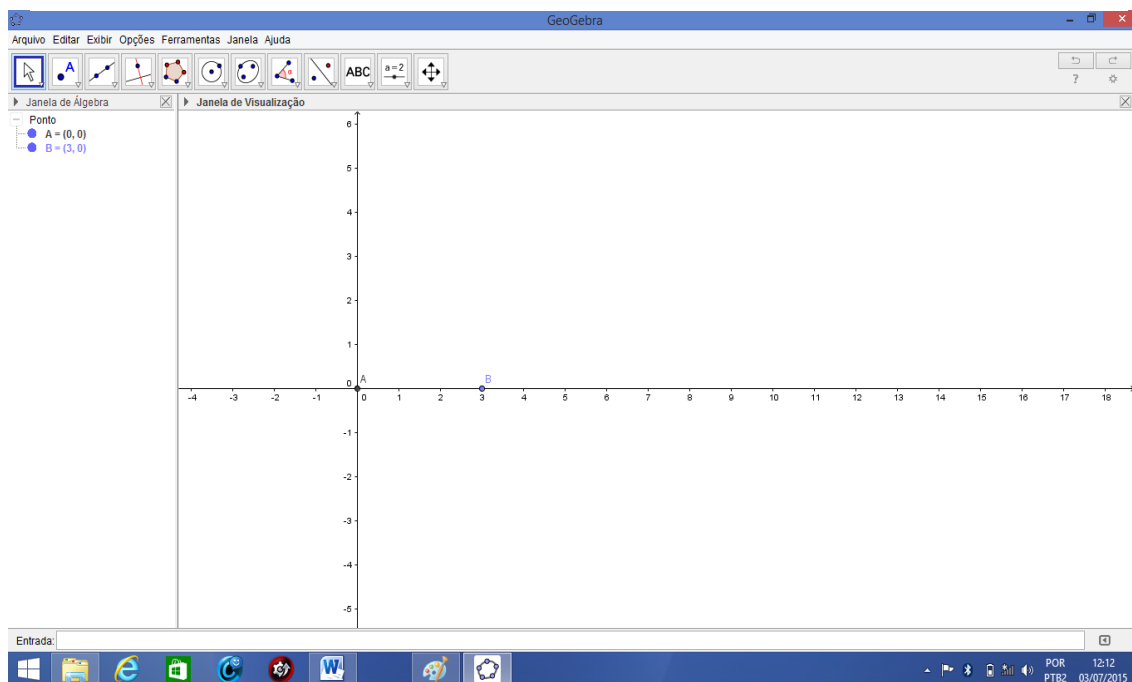 GeoGebra
Arquivo Editar Exibir Opções Ferramentas Janela Ajuda
A α ABC a=2 ?
Janela de Álgebra Janela de Visualização
Ponto
A = (0, 0)
B = (3, 0)
6
5
4
3
2
1
0 A B
-4 -3 -2 -1 0 1 2 3 4 5 6 7 8 9 10 11 12 13 14 15 16 17 18
-1
-2
-3
-4
-5
Entrada:
POR 12:12
PTB2 03/07/2015